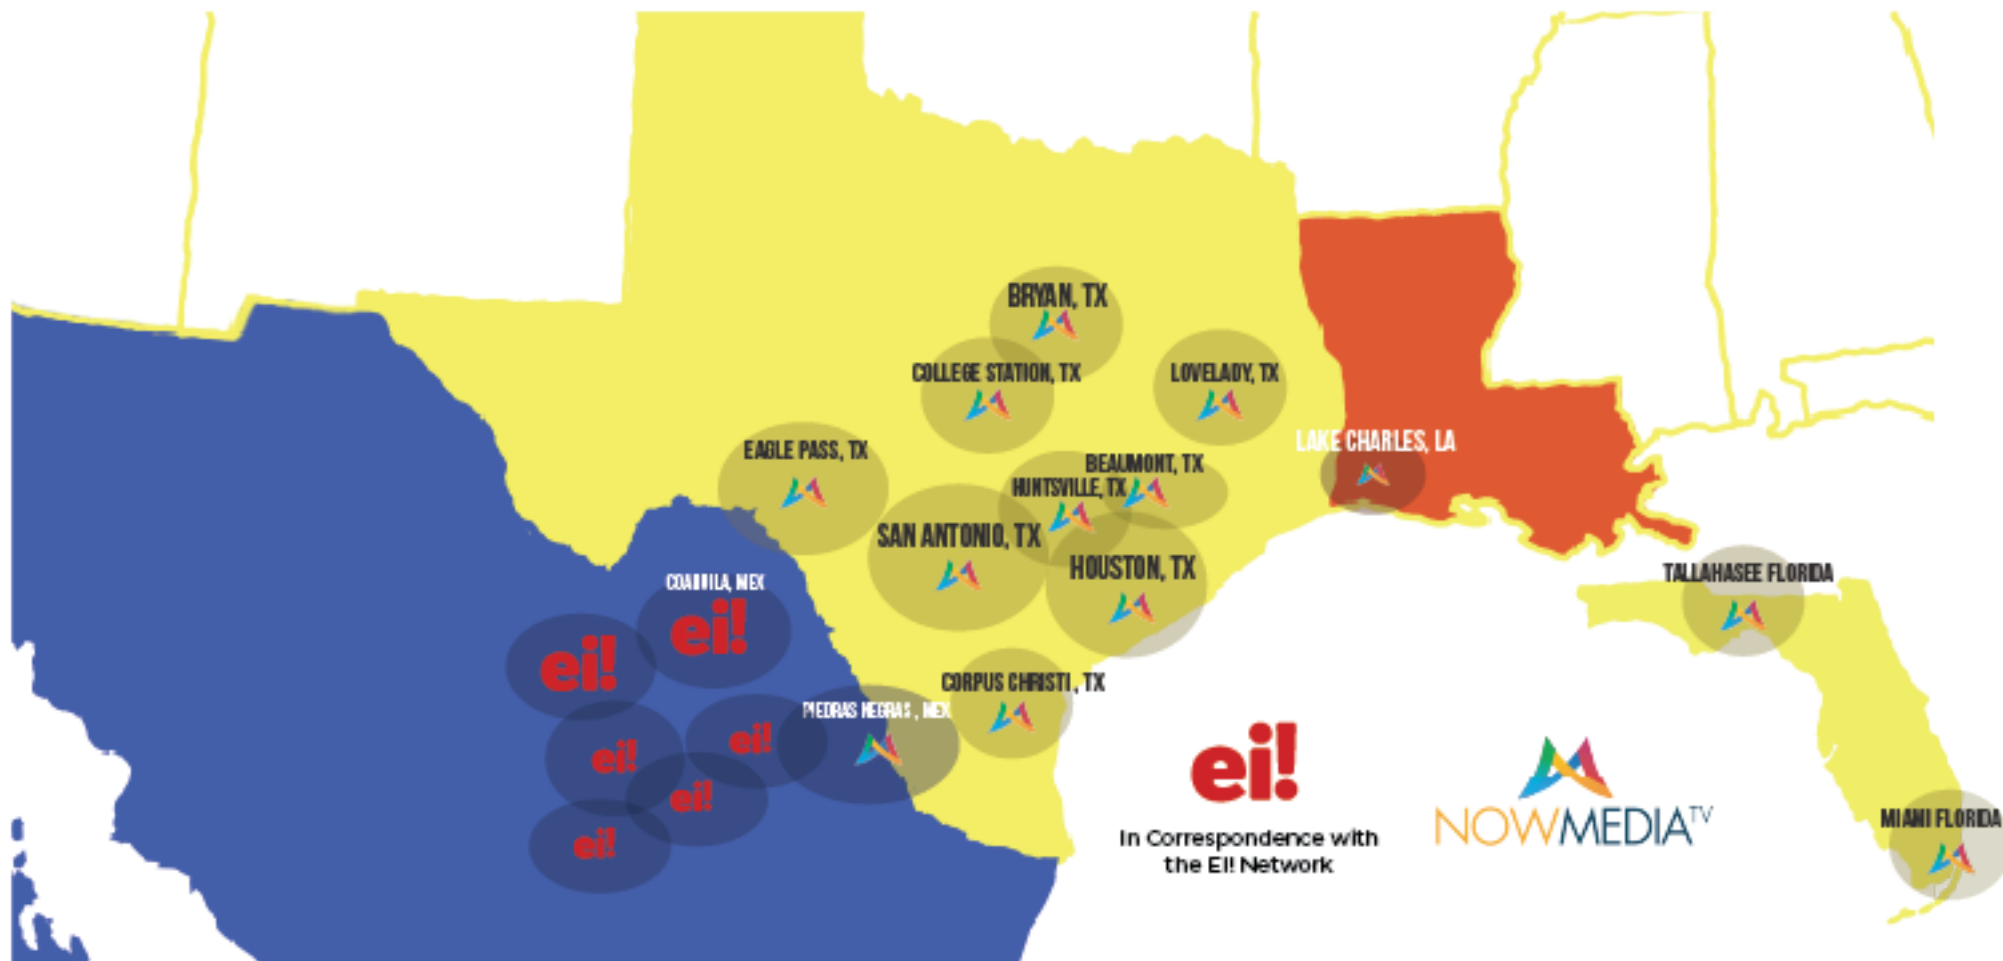 BRYAN, TX
COLLEGE STATION, TX
LOVELADY, TX
EAGLE PASS, TX
LAKE CHARLES, LA
BEAUMONT, TX
HUNTSVILLE, TX
SAN ANTONIO, TX
HOUSTON, TX
TALLAHASEE FLORIDA
COAHUILA, MEX
ei!
ei!
CORPUS CHRISTI , TX
PIEDRAS NEGRAS , MEX
ei!
ei!
ei!
ei!
ei!
In Correspondence with
the EI! Network
NOWMEDIATV
MIAMI FLORIDA